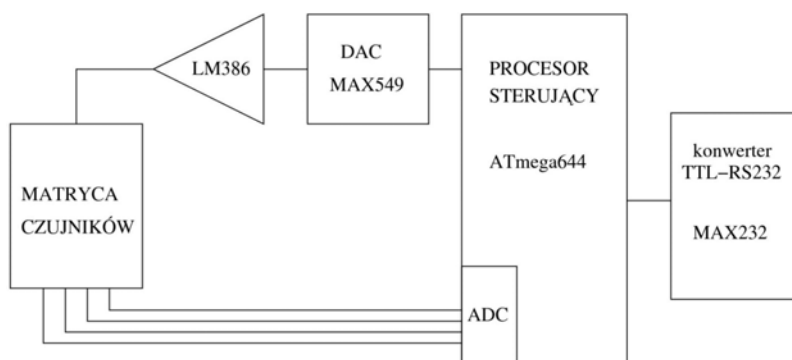 LM386
DAC
MAX549
PROCESOR
STERUJĄCY
ATmega644
konwerter
TTL–RS232
MAX232
MATRYCA
CZUJNIKÓW
ADC